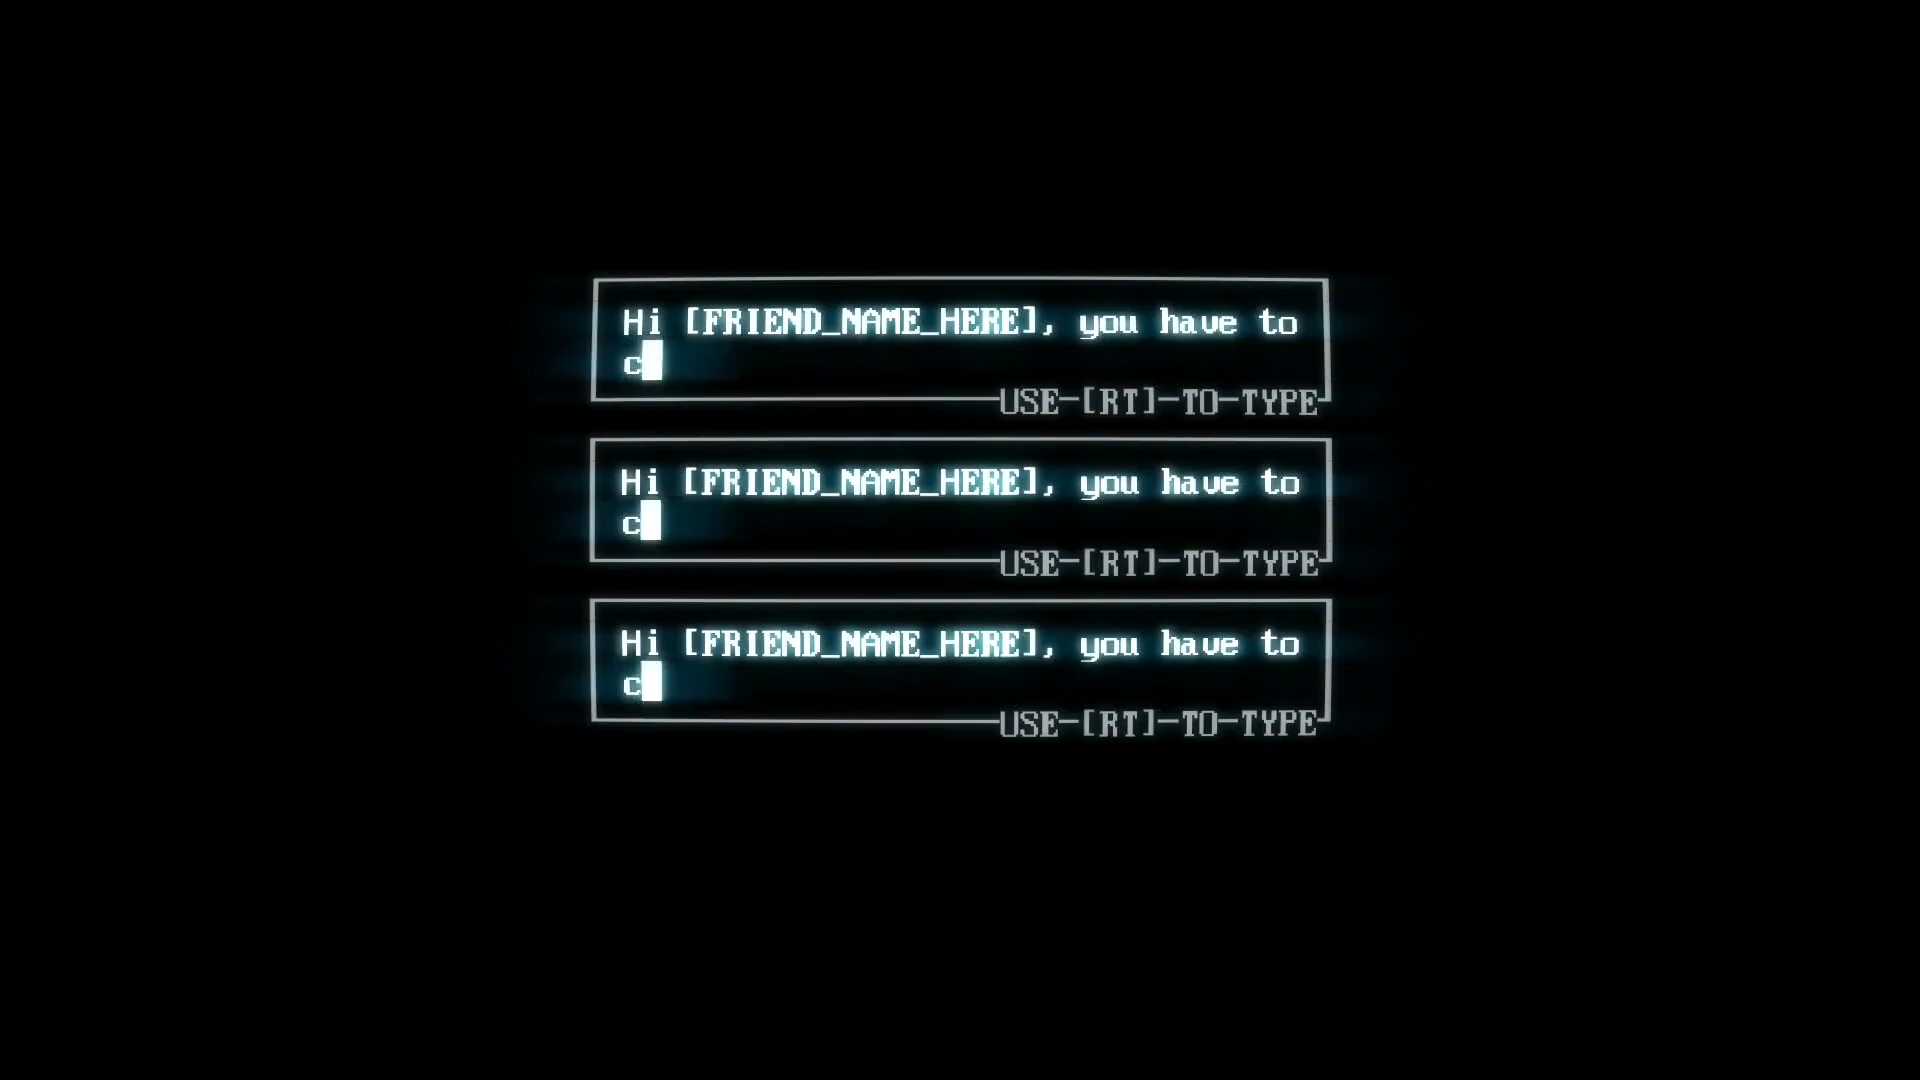 Hi [FRIEND_NAME_HERE], you have to
c
USE-[RT]-TO-TYPE
Hi [FRIEND_NAME_HERE], you have to
c
USE-[RT]-TO-TYPE
Hi [FRIEND_NAME_HERE], you have to
c
USE-[RT]-TO-TYPE